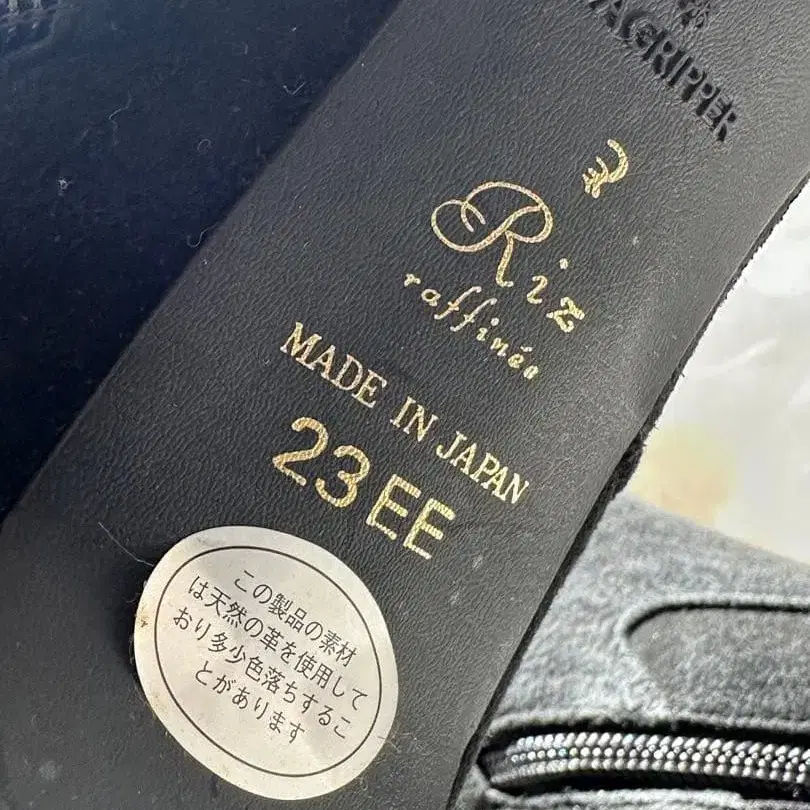 AGRIPPER
Riz
raffinée
MADE IN JAPAN
23 EE
この製品の素材
は天然の革を使用して
おり多少色落ちするこ
とがあります